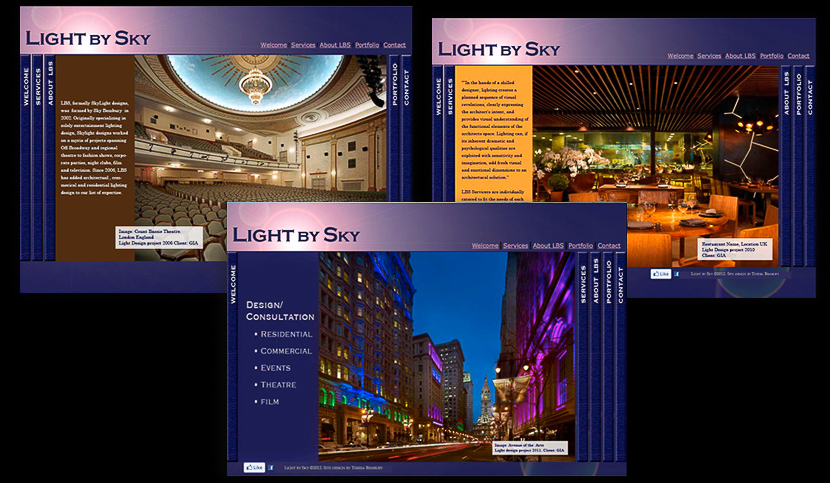 LIGHT BY SKY
Welcome Services About LBS Portfolio Contact
WELCOME
SERVICES
ABOUT LBS
LBS, formally SkyLight designs,
was formed by Sky Bembury in
2002. Originally specializing in
solely entertainment lighting
design, Skylight designs worked
on a myria of projects spanning
Off Broadway and regional
theatre to fashion shows, corpo-
rate parties, night clubs, film
and television. Since 2006, LBS
has added architectural, com-
merical and residential lighting
design to our list of expertise.
Image: Count Basie Theatre.
London England
Light Design project 2006 Client: GIA
PORTFOLIO
CONTACT
LIGHT BY SKY
Welcome Services About LBS Portfolio Contact
WELCOME
SERVICES
"In the hands of a skilled
designer, lighting creates a
planned sequence of visual
revelations, clearly expressing
the architect's intent, and
provides visual understanding of
the functional elements of the
architects space. Lighting can, if
its inherent dramatic and
psychological qualities are
exploited with sensitivity and
imagination, add fresh visual
and emotional dimensions to an
architectural solution."
LBS Services are individually
catered to fit the needs of each
Restaurant Name, Location UK
Light Design project 2010
Client: GIA
ABOUT LBS
PORTFOLIO
CONTACT
Like
LIGHT BY SKY ©2012. SITE DESIGN BY TERESA
LIGHT BY SKY
Welcome Services About LBS Portfolio Contact
WELCOME
DESIGN/
CONSULTATION
• RESIDENTIAL
• COMMERCIAL
• EVENTS
• THEATRE
• FILM
Image: Avenue of the Arts
Light design project 2011. Client: GIA
SERVICES
ABOUT LBS
PORTFOLIO
CONTACT
Like
LIGHT BY SKY ©2012. SITE DESIGN BY TERESA